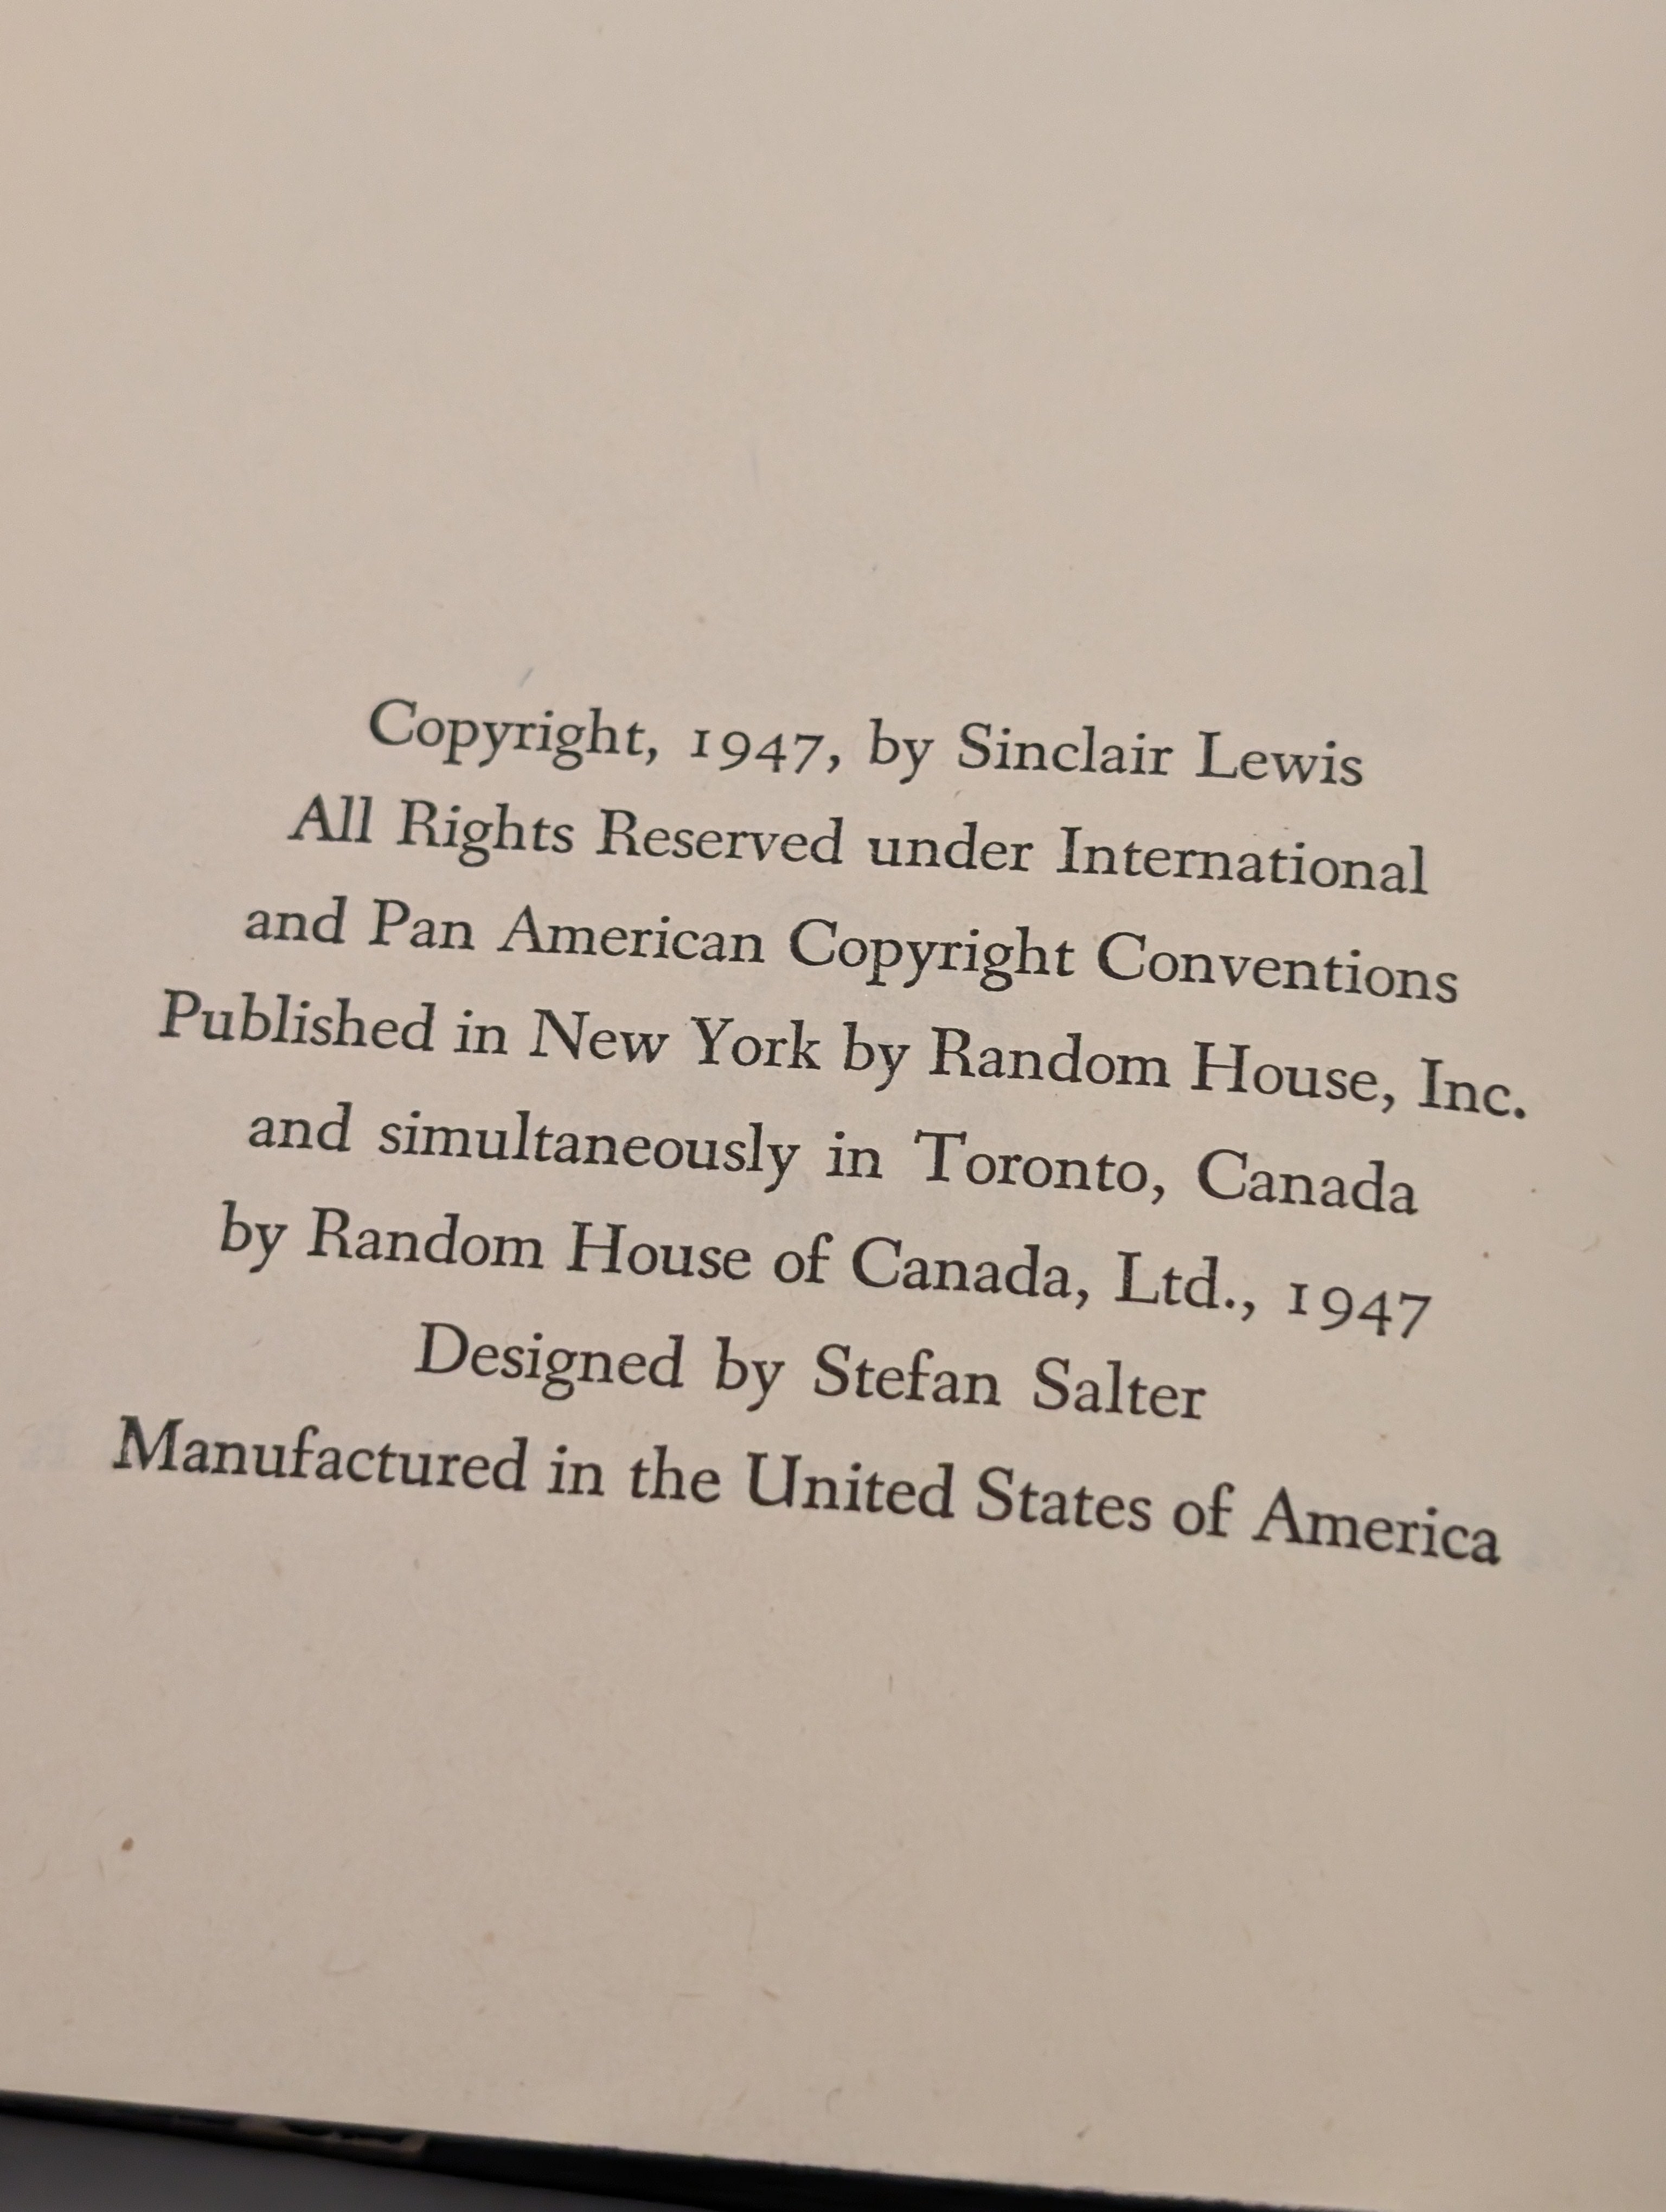 Copyright, 1947, by Sinclair Lewis
All Rights Reserved under International
and Pan American Copyright Conventions
Published in New York by Random House, Inc.
and simultaneously in Toronto, Canada
by Random House of Canada, Ltd., 1947
Designed by Stefan Salter
Manufactured in the United States of America